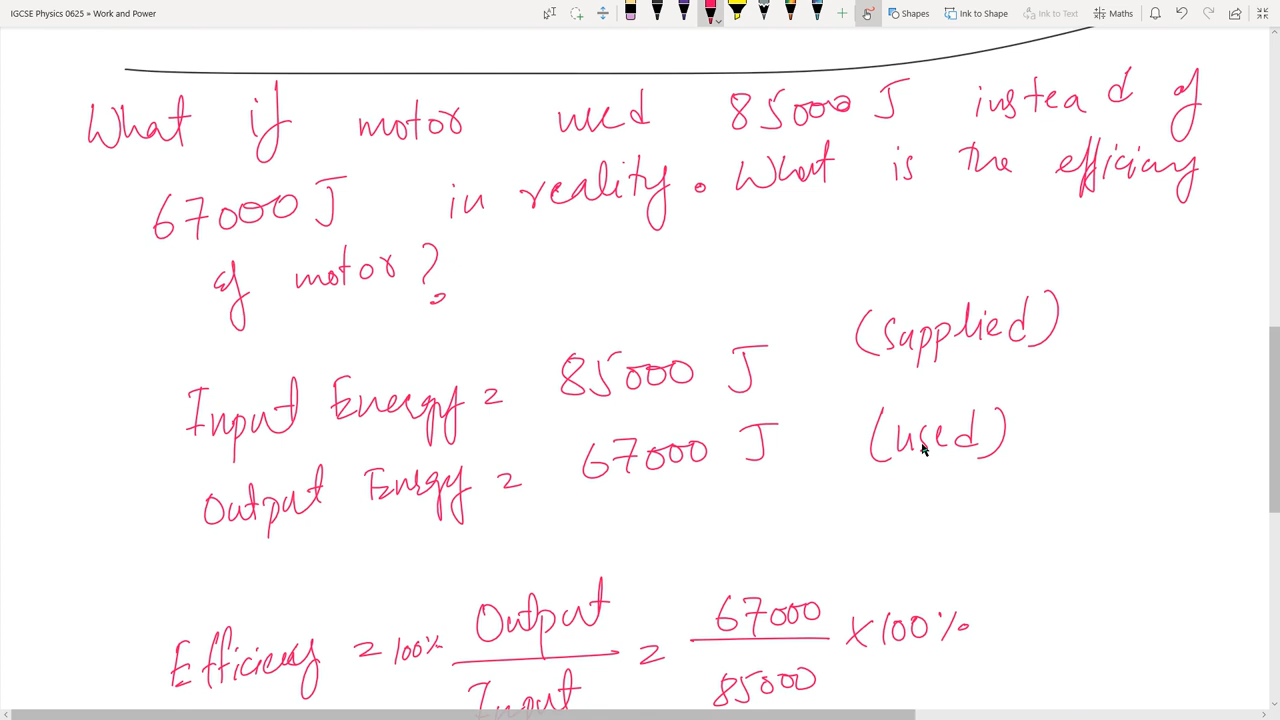 IGCSE Physics 0625 » Work and Power
Shapes Ink to Shape Ink to Text Maths
What if motor used 85000 J instead of
67000 J in reality. What is the efficiency
of motor?
Input Energy = 85000 J (supplied)
Output Energy = 67000 J (used)
Efficiency = 100% Output / Input = 67000 / 85000 × 100%